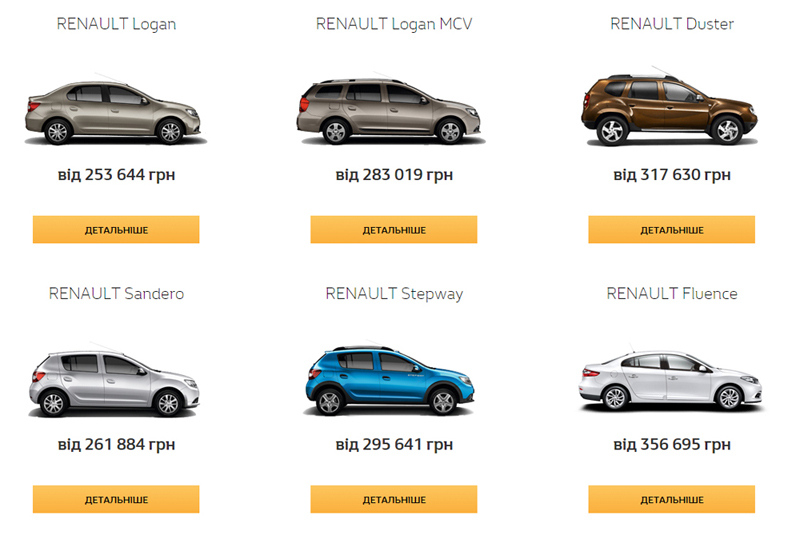 RENAULT Logan
RENAULT Logan MCV
RENAULT Duster
від 253 644 грн
від 283 019 грн
від 317 630 грн
ДЕТАЛЬНІШЕ
ДЕТАЛЬНІШЕ
ДЕТАЛЬНІШЕ
RENAULT Sandero
RENAULT Stepway
RENAULT Fluence
від 261 884 грн
від 295 641 грн
від 356 695 грн
ДЕТАЛЬНІШЕ
ДЕТАЛЬНІШЕ
ДЕТАЛЬНІШЕ